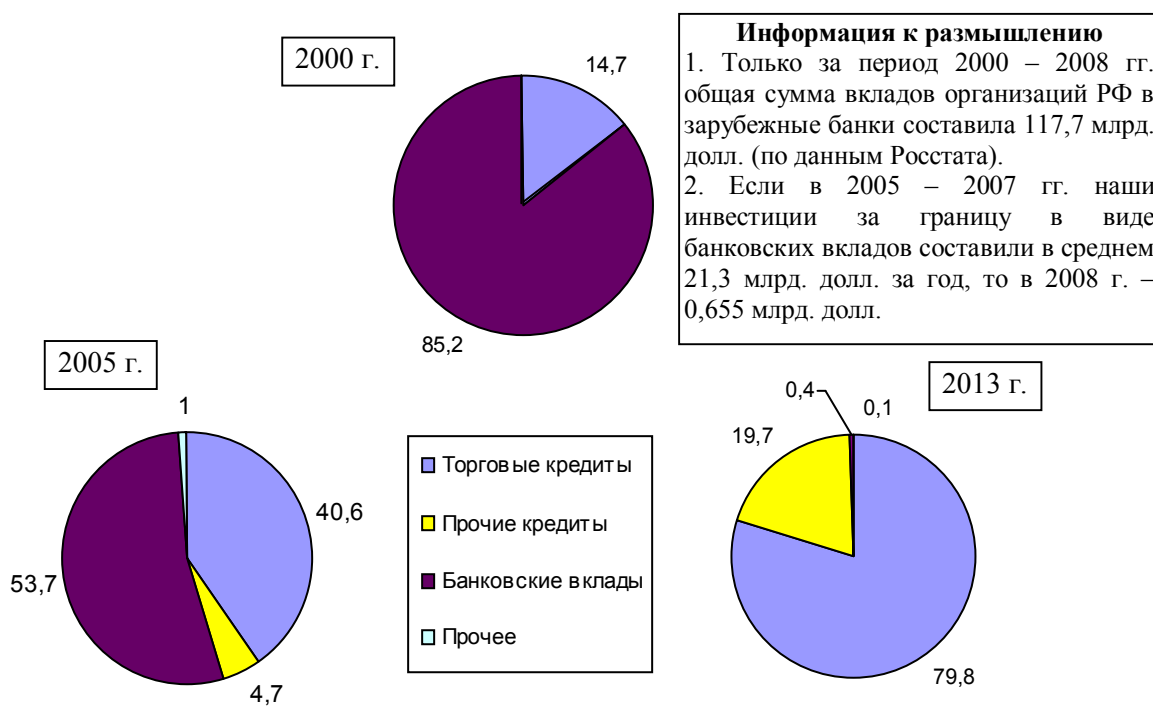 2000 г.
14,7
85,2
Информация к размышлению
1. Только за период 2000 – 2008 гг.
общая сумма вкладов организаций РФ в
зарубежные банки составила 117,7 млрд.
долл. (по данным Росстата).
2. Если в 2005 – 2007 гг. наши
инвестиции за границу в виде
банковских вкладов составили в среднем
21,3 млрд. долл. за год, то в 2008 г. –
0,655 млрд. долл.
2005 г.
1
40,6
53,7
4,7
Торговые кредиты
Прочие кредиты
Банковские вклады
Прочее
2013 г.
0,4
0,1
19,7
79,8